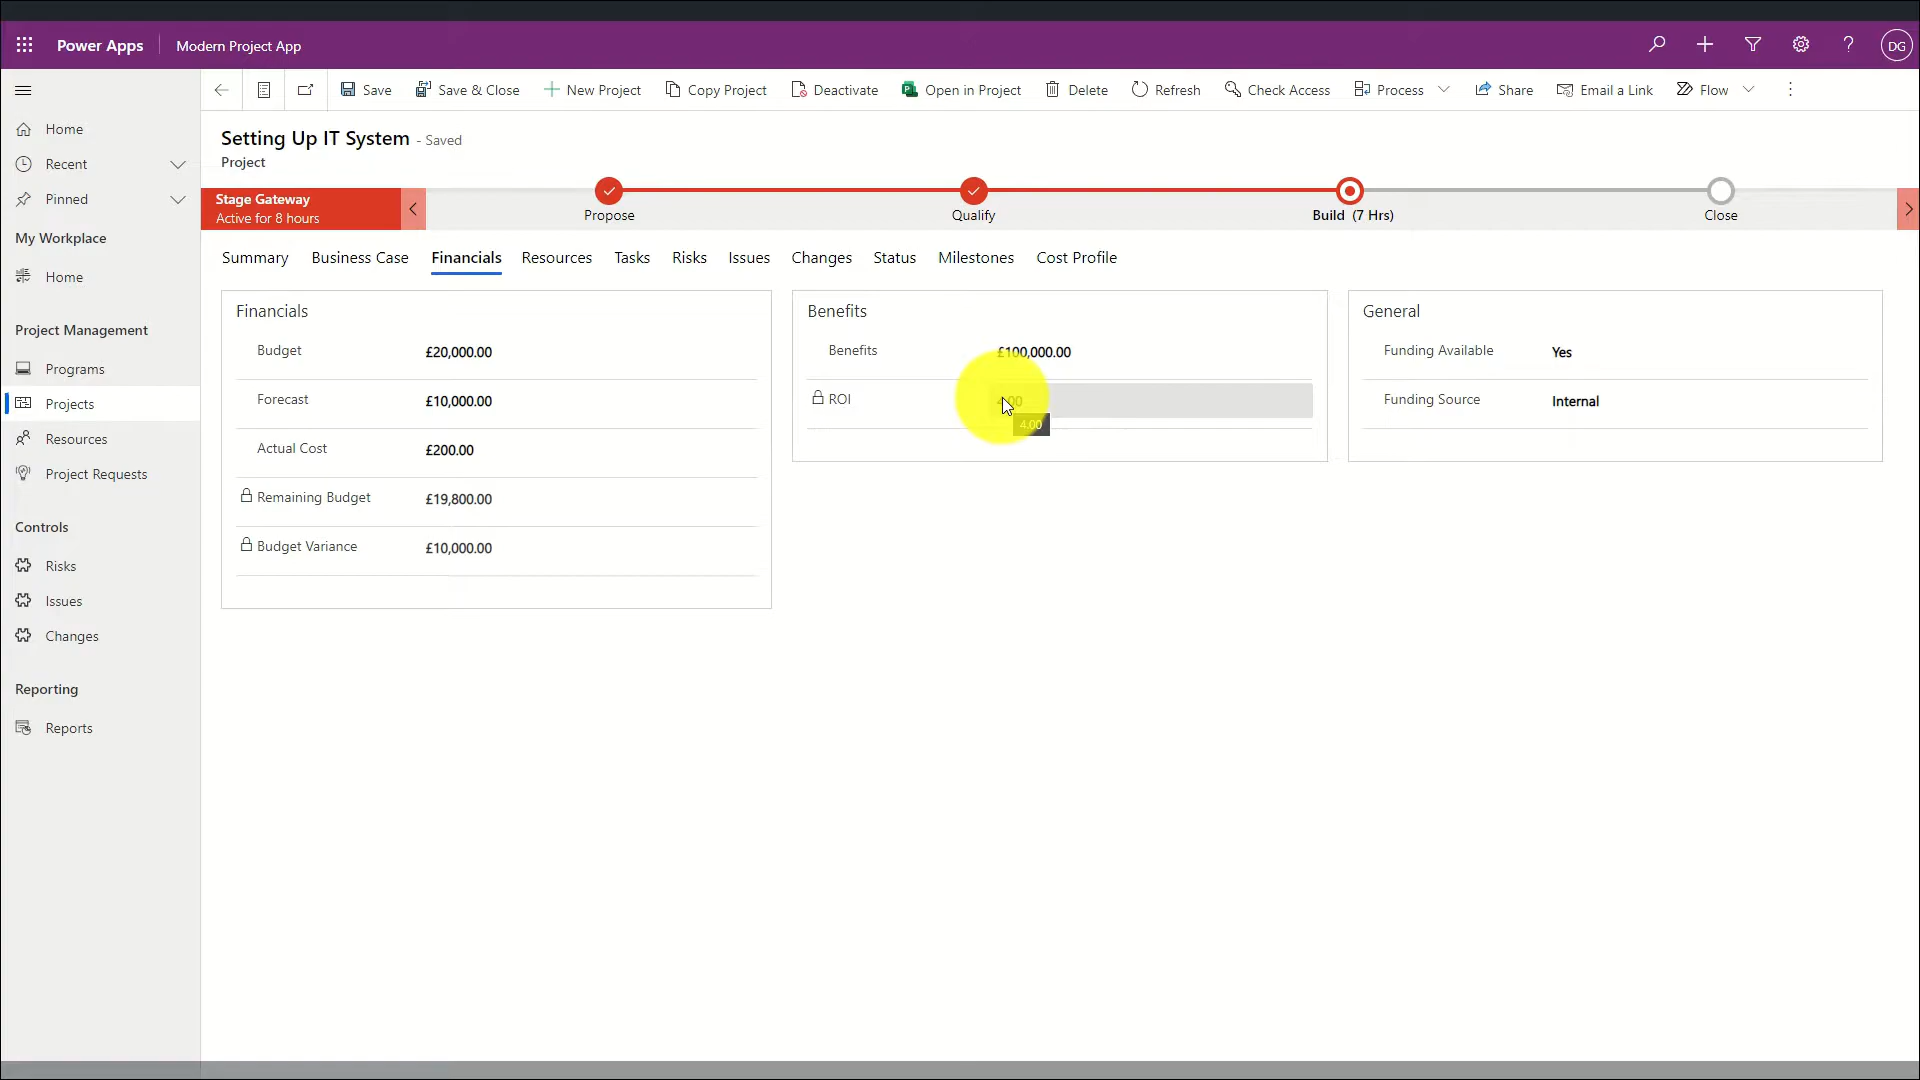 Power Apps
Modern Project App
DG
Save
Save & Close
New Project
Copy Project
Deactivate
Open in Project
Delete
Refresh
Check Access
Process
Share
Email a Link
Flow
Home
Recent
Pinned
My Workplace
Home
Project Management
Programs
Projects
Resources
Project Requests
Controls
Risks
Issues
Changes
Reporting
Reports
Setting Up IT System - Saved
Project
Stage Gateway
Active for 8 hours
Propose
Qualify
Build (7 Hrs)
Close
Summary
Business Case
Financials
Resources
Tasks
Risks
Issues
Changes
Status
Milestones
Cost Profile
Financials
Budget £20,000.00
Forecast £10,000.00
Actual Cost £200.00
Remaining Budget £19,800.00
Budget Variance £10,000.00
Benefits
Benefits £100,000.00
ROI 4.00
4.00
General
Funding Available Yes
Funding Source Internal